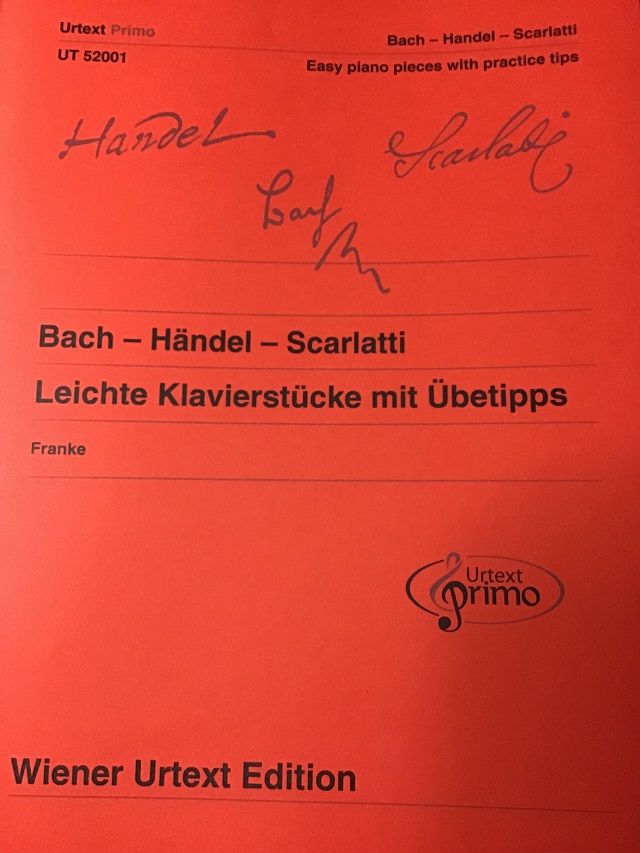 Urtext Primo
Bach – Handel – Scarlatti
UT 52001
Easy piano pieces with practice tips
Handel
Scarlatti
Bach
Bach – Händel – Scarlatti
Leichte Klavierstücke mit Übetipps
Franke
Urtext
Primo
Wiener Urtext Edition